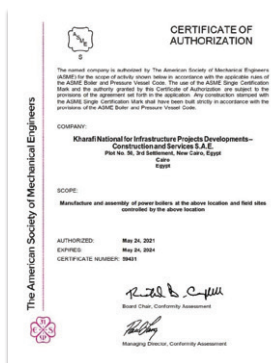 CERTIFICATE OF
AUTHORIZATION
The named company is authorized by The American Society of Mechanical Engineers
(ASME) for the scope of activity shown below in accordance with the applicable rules of
the ASME Boiler and Pressure Vessel Code. The use of the ASME Single Certification
Mark and the authority granted by this Certificate of Authorization are subject to the
provisions of the agreement set forth in the application. Any construction stamped with
the ASME Single Certification Mark shall have been built strictly in accordance with the
provisions of the ASME Boiler and Pressure Vessel Code.
COMPANY:
Kharafi National for Infrastructure Projects Developments–
Construction and Services S.A.E.
Plot No. 56, 3rd Settlement, New Cairo, Egypt
Cairo
Egypt
SCOPE:
Manufacture and assembly of power boilers at the above location and field sites
controlled by the above location
AUTHORIZED: May 24, 2021
EXPIRES: May 24, 2024
CERTIFICATE NUMBER: 59431
Board Chair, Conformity Assessment
Managing Director, Conformity Assessment
The American Society of Mechanical Engineers